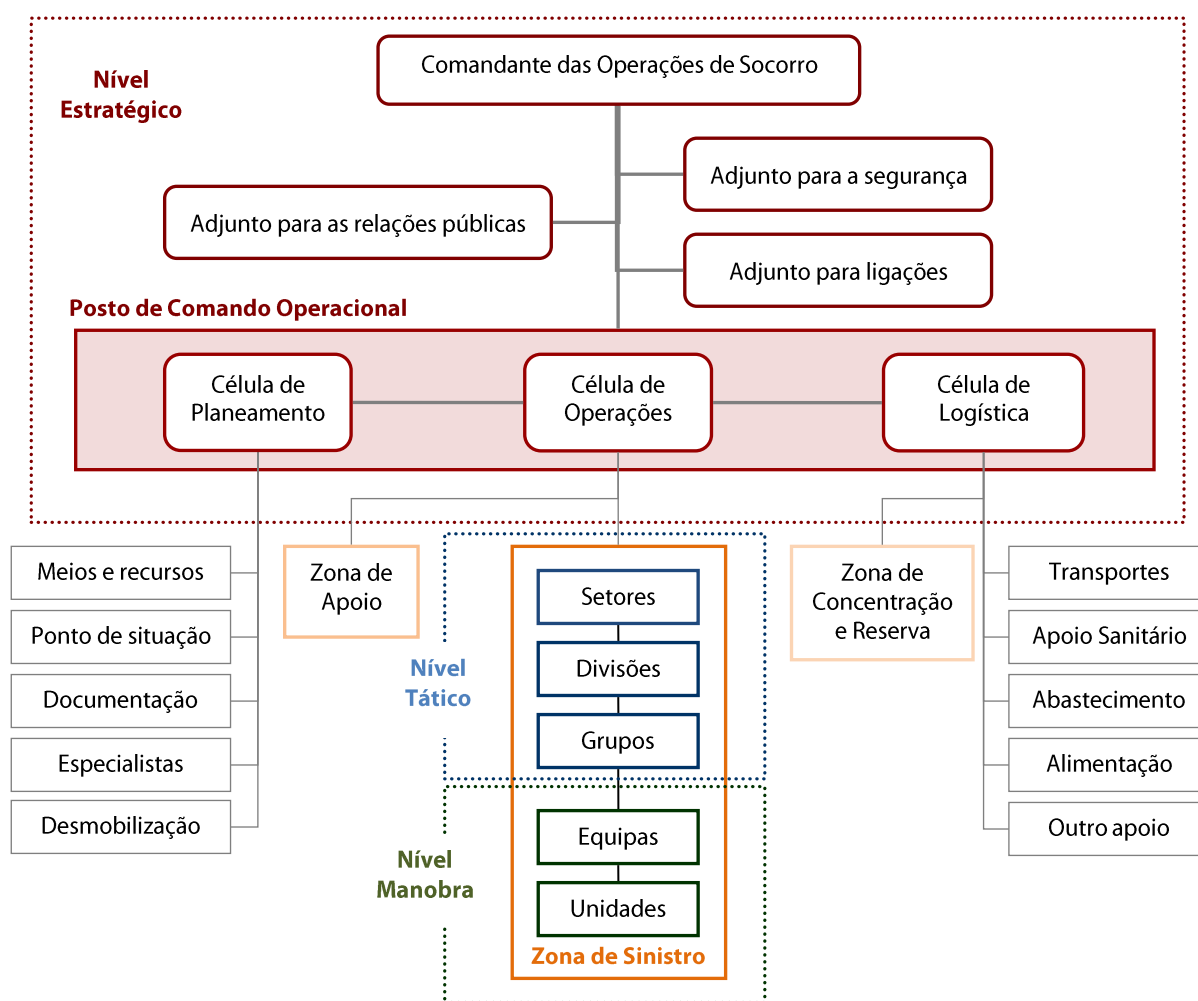 Comandante das Operações de Socorro
Nível
Estratégico
Adjunto para a segurança
Adjunto para as relações públicas
Adjunto para ligações
Posto de Comando Operacional
Célula de
Planeamento
Célula de
Operações
Célula de
Logística
Meios e recursos
Ponto de situação
Documentação
Especialistas
Desmobilização
Zona de
Apoio
Nível
Tático
Setores
Divisões
Grupos
Nível
Manobra
Equipas
Unidades
Zona de Sinistro
Zona de
Concentração
e Reserva
Transportes
Apoio Sanitário
Abastecimento
Alimentação
Outro apoio